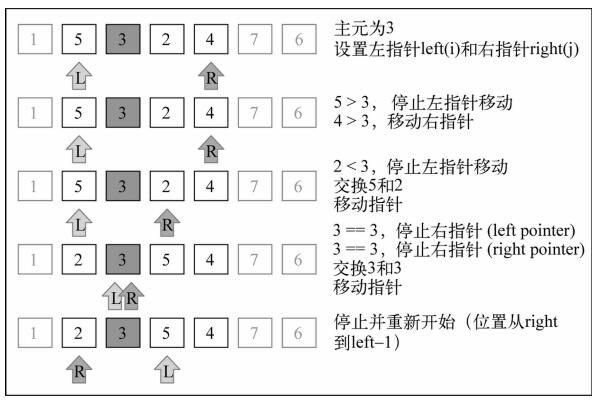 1 5 3 2 4 7 6
主元为3
设置左指针left(i)和右指针right(j)
L R
1 5 3 2 4 7 6
5 > 3，停止左指针移动
4 > 3，移动右指针
L R
1 5 3 2 4 7 6
2 < 3，停止左指针移动
交换5和2
移动指针
L R
1 2 3 5 4 7 6
3 == 3，停止右指针 (left pointer)
3 == 3，停止右指针 (right pointer)
交换3和3
移动指针
L R
1 2 3 5 4 7 6
停止并重新开始（位置从right
到left−1）
R L